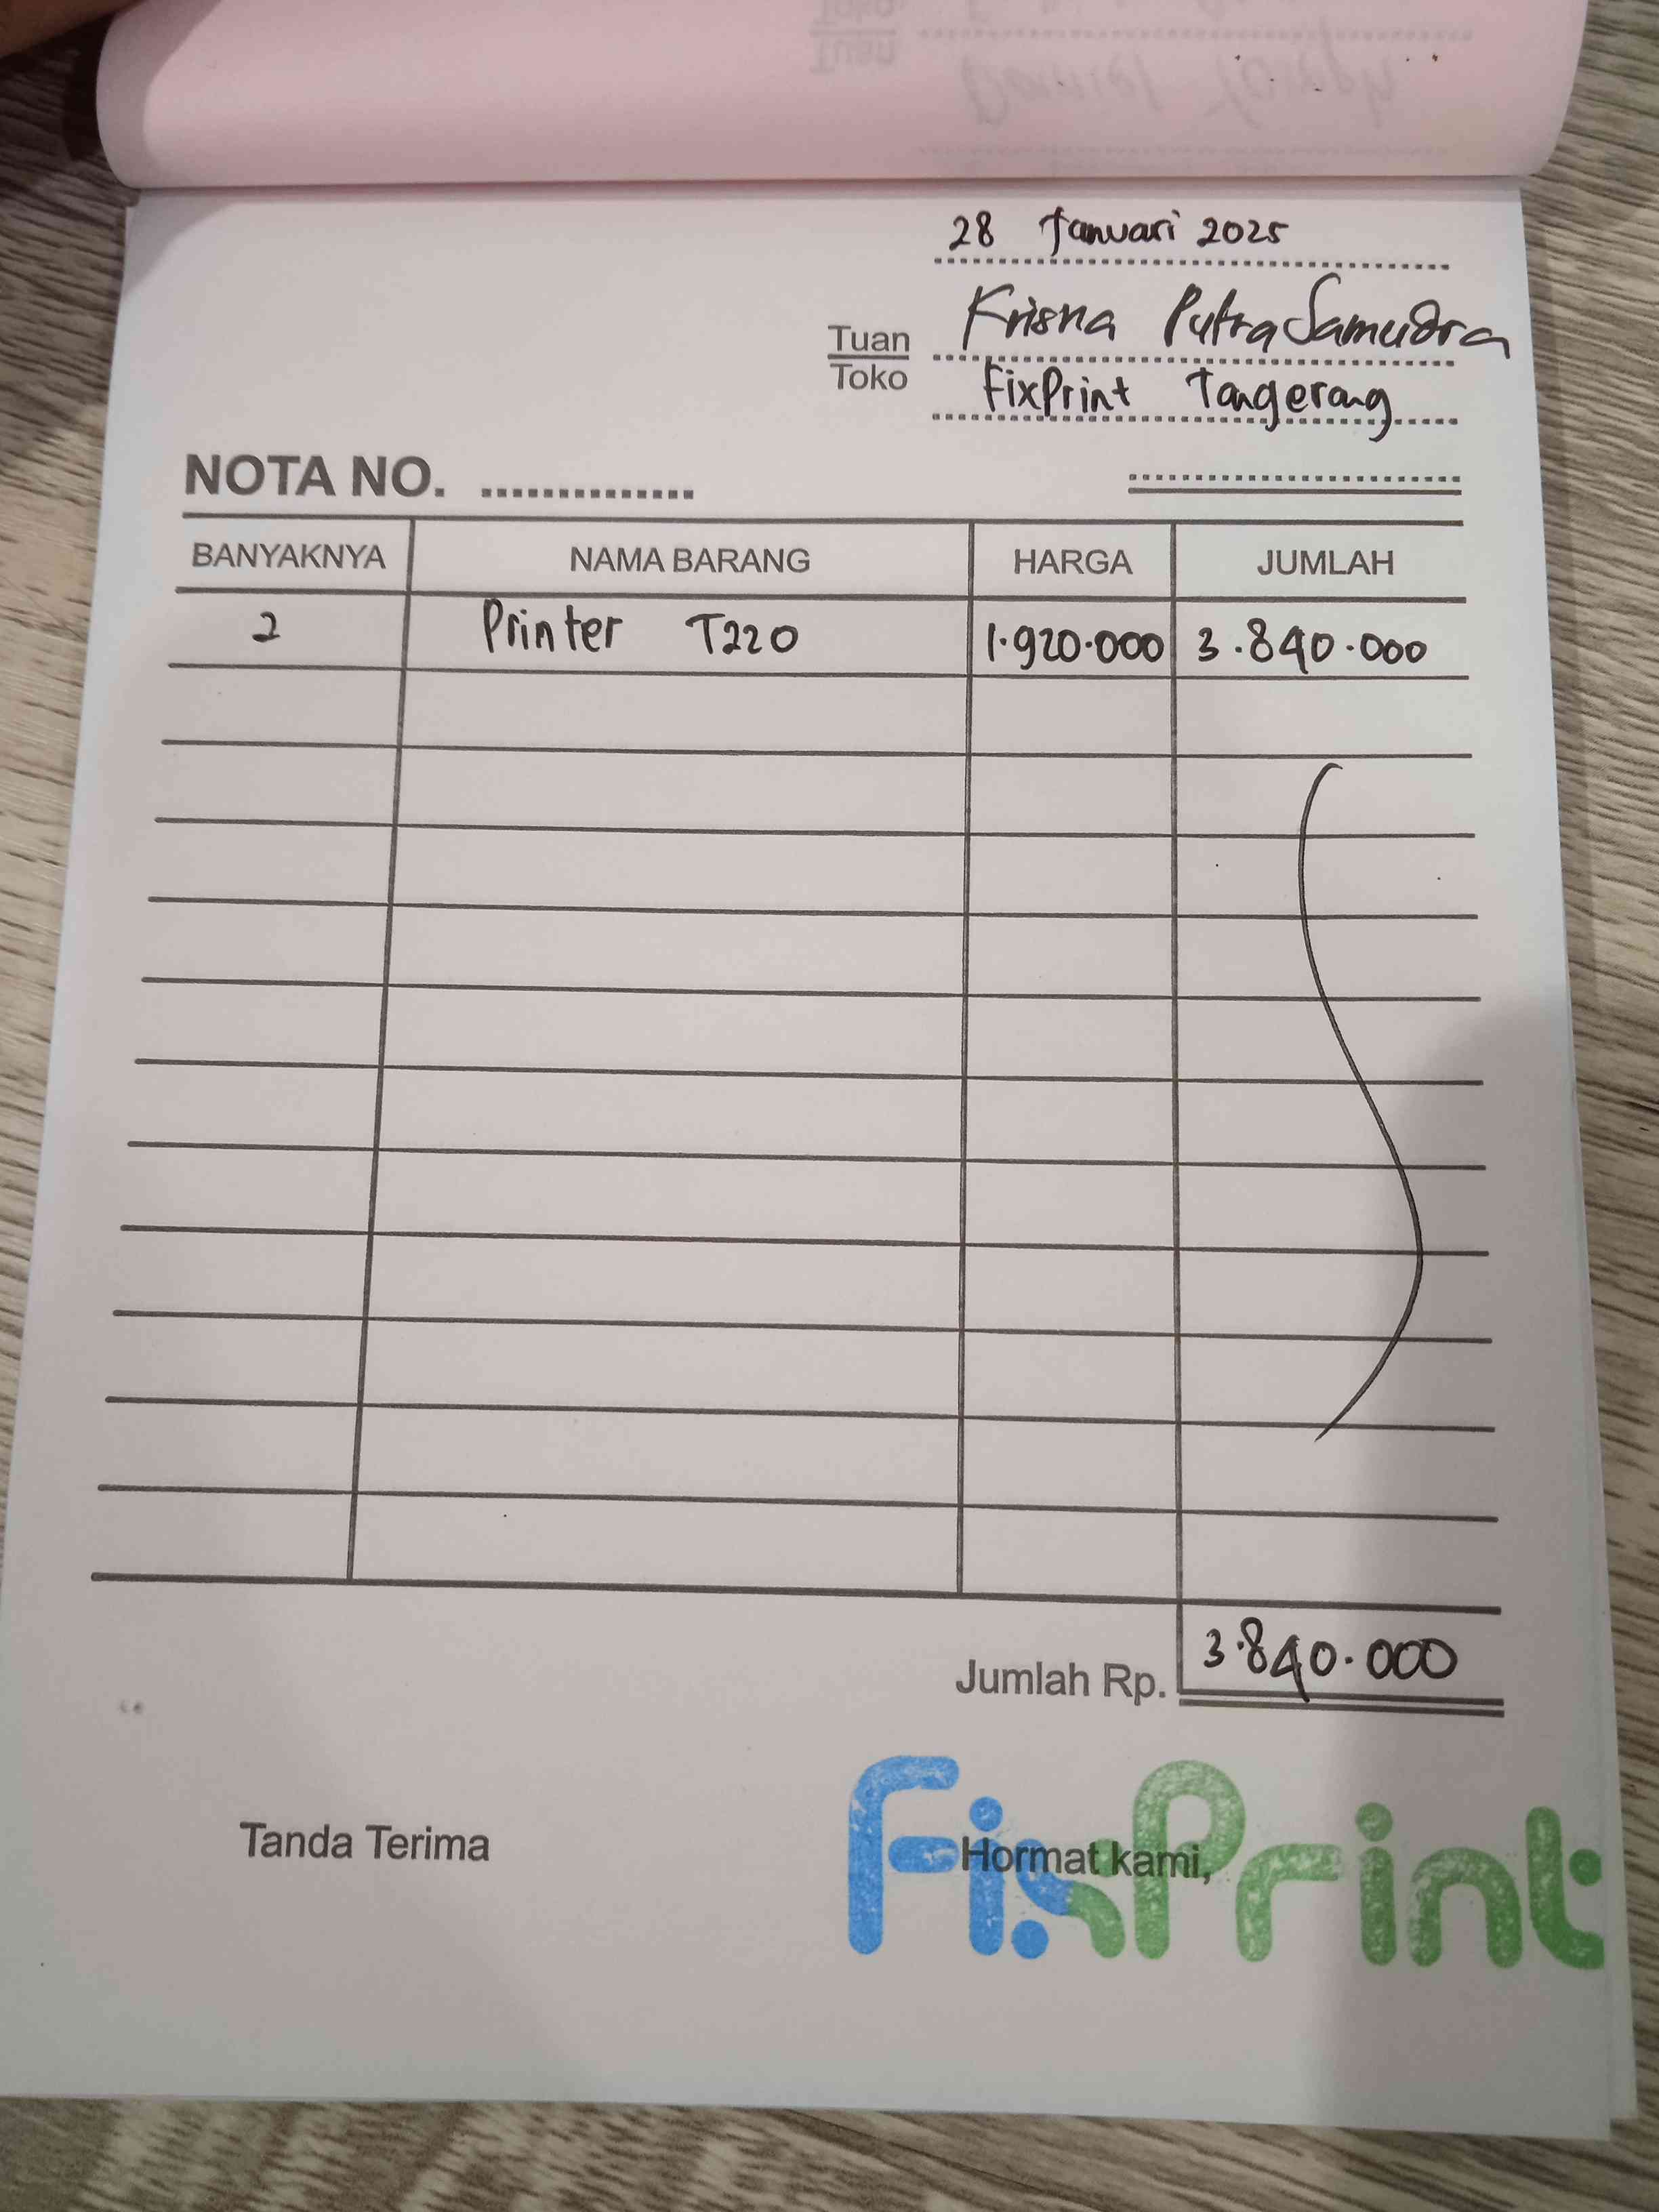 28 Januari 2025
Tuan
Toko
Krisna Putra Samudra
FixPrint Tangerang
NOTA NO. ..............
BANYAKNYA NAMA BARANG HARGA JUMLAH
2 Printer T220 1.920.000 3.840.000
Jumlah Rp. 3.840.000
Tanda Terima Hormat kami,
FixPrint